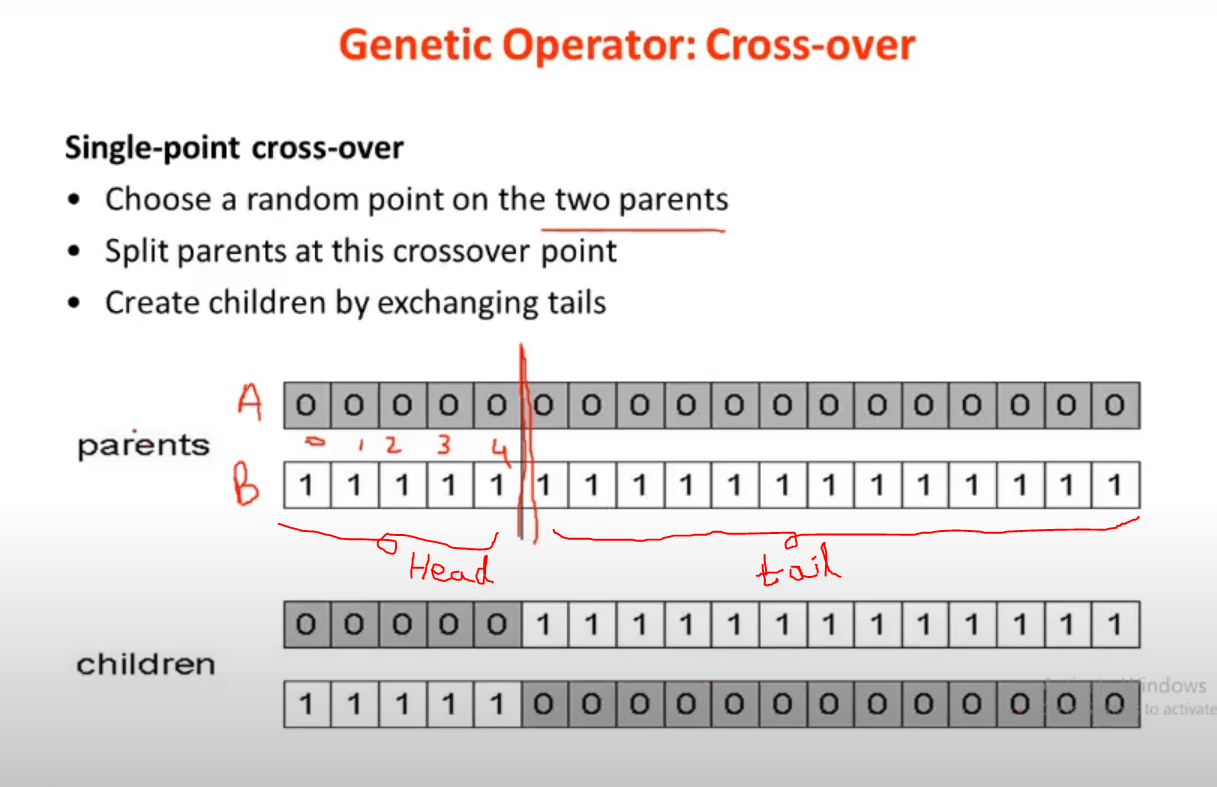 Genetic Operator: Cross-over
Single-point cross-over
• Choose a random point on the two parents
• Split parents at this crossover point
• Create children by exchanging tails
A 0 0 0 0 0 0 0 0 0 0 0 0 0 0 0 0 0 0
parents
0 1 2 3 4
B 1 1 1 1 1 1 1 1 1 1 1 1 1 1 1 1 1 1
Head tail
0 0 0 0 0 1 1 1 1 1 1 1 1 1 1 1 1 1
children
1 1 1 1 1 0 0 0 0 0 0 0 0 0 0 0 0 0
Windows
to activate